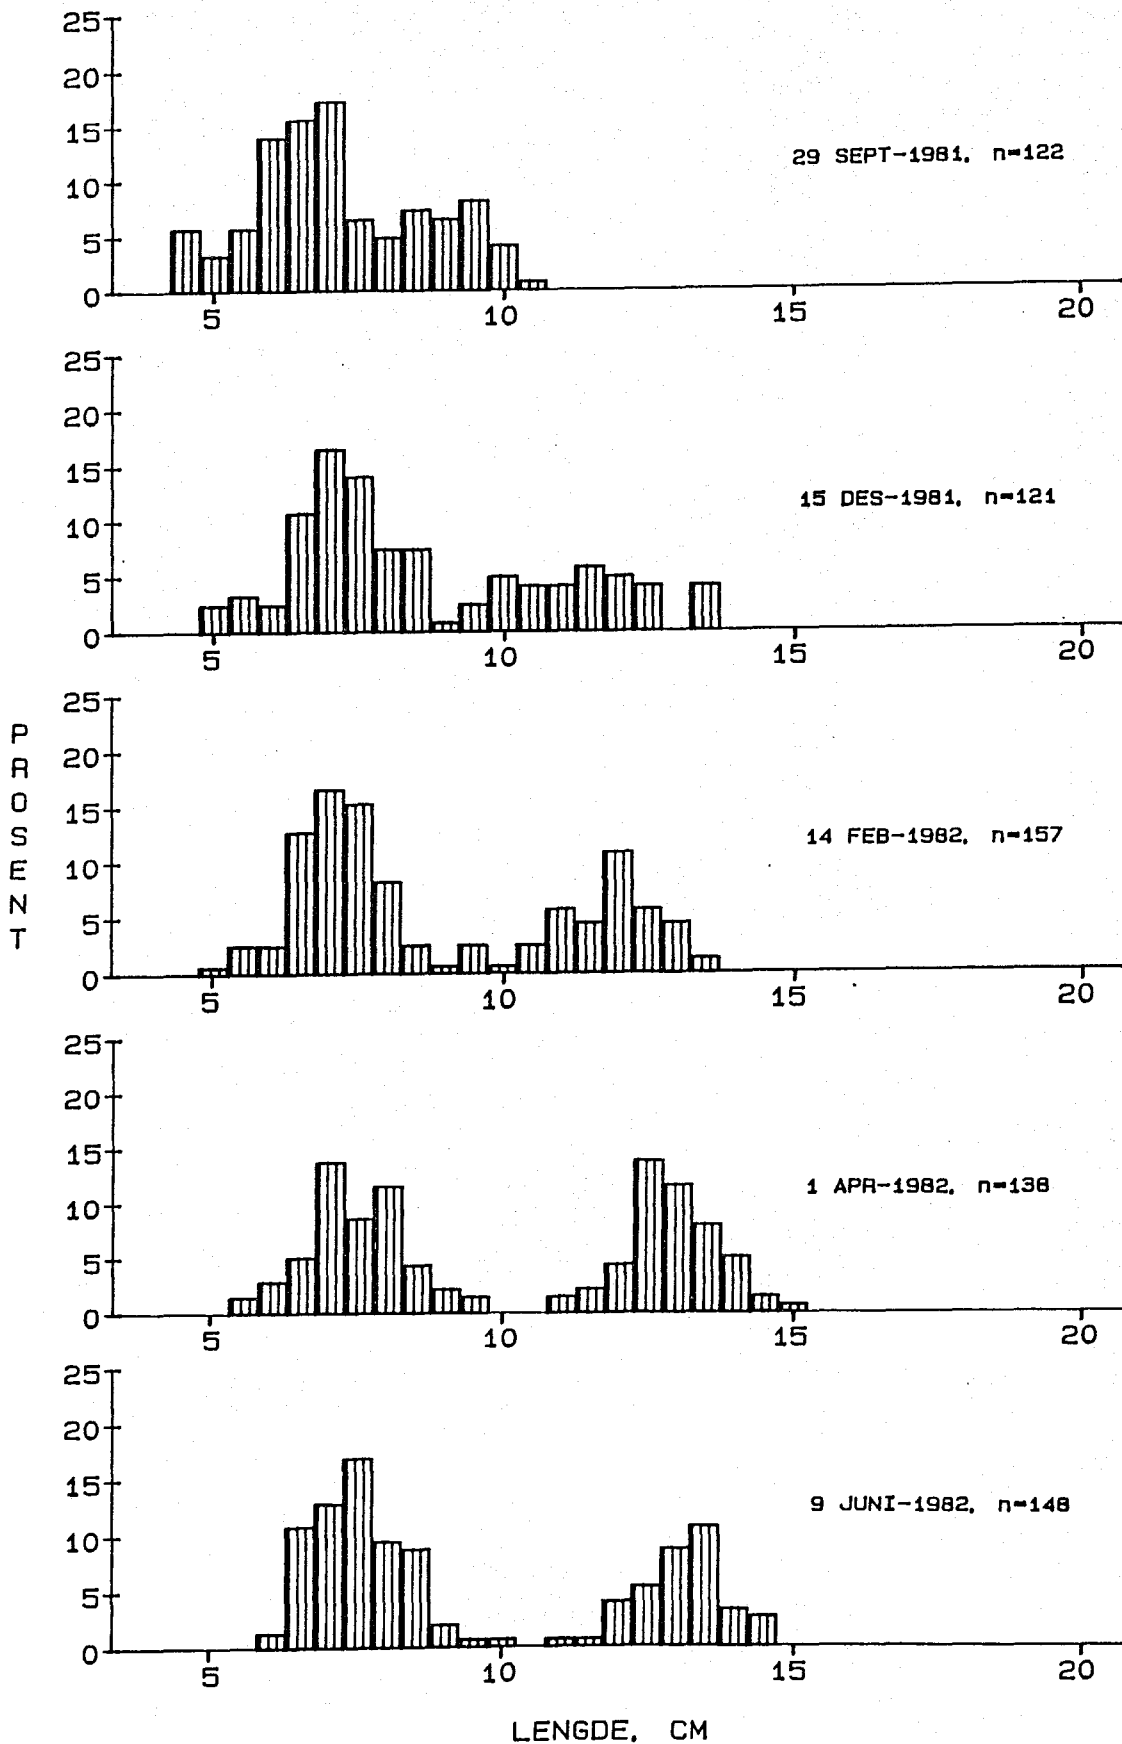 25
20
15
10
5
0
5 10 15 20
29 SEPT-1981, n=122
25
20
15
10
5
0
5 10 15 20
15 DES-1981, n=121
PROSENT
25
20
15
10
5
0
5 10 15 20
14 FEB-1982, n=157
25
20
15
10
5
0
5 10 15 20
1 APR-1982, n=138
25
20
15
10
5
0
5 10 15 20
9 JUNI-1982, n=148
LENGDE, CM